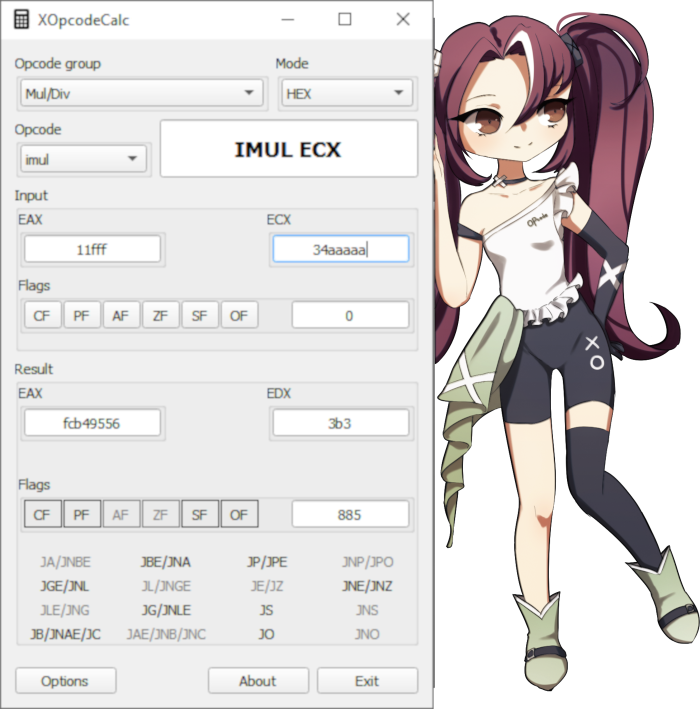 XOpcodeCalc
Opcode group Mode
Mul/Div HEX
Opcode
imul IMUL ECX
Input
EAX ECX
11fff 34aaaaa
Flags
CF PF AF ZF SF OF 0
Result
EAX EDX
fcb49556 3b3
Flags
CF PF AF ZF SF OF 885
JA/JNBE JBE/JNA JP/JPE JNP/JPO
JGE/JNL JL/JNGE JE/JZ JNE/JNZ
JLE/JNG JG/JNLE JS JNS
JB/JNAE/JC JAE/JNB/JNC JO JNO
Options About Exit
Opcode
X
O